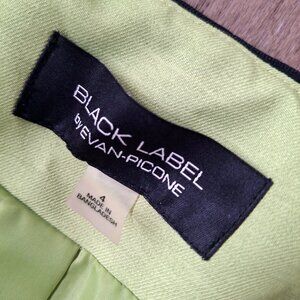 BLACK LABEL
by EVAN-PICONE
4
MADE IN
BANGLADESH